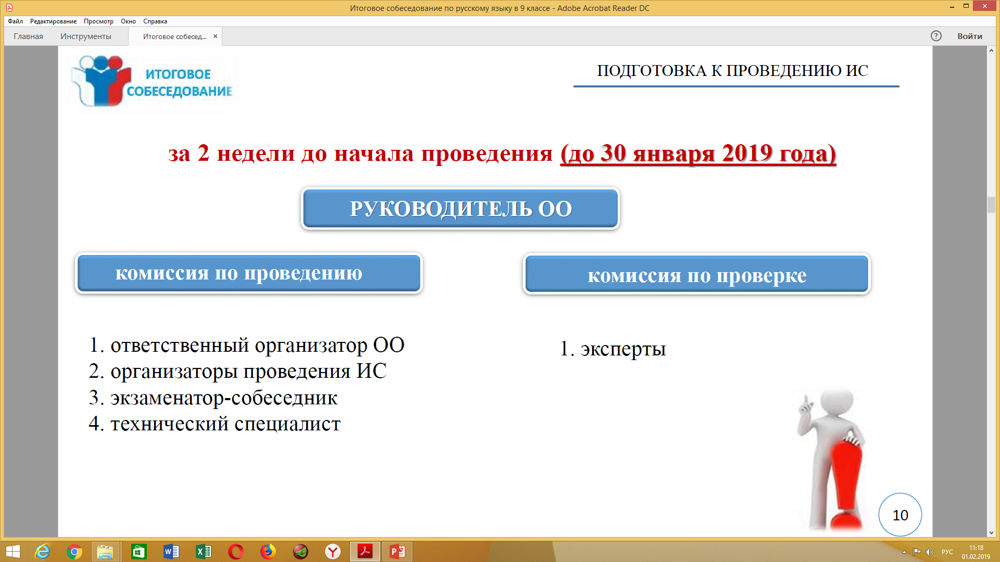 Итоговое собеседование по русскому языку в 9 классе - Adobe Acrobat Reader DC
Файл Редактирование Просмотр Окно Справка
Главная Инструменты Итоговое собесед... Войти
ИТОГОВОЕ
СОБЕСЕДОВАНИЕ
ПОДГОТОВКА К ПРОВЕДЕНИЮ ИС
за 2 недели до начала проведения (до 30 января 2019 года)
РУКОВОДИТЕЛЬ ОО
комиссия по проведению
комиссия по проверке
1. ответственный организатор ОО
2. организаторы проведения ИС
3. экзаменатор-собеседник
4. технический специалист
1. эксперты
10
РУС
11:18
01.02.2019